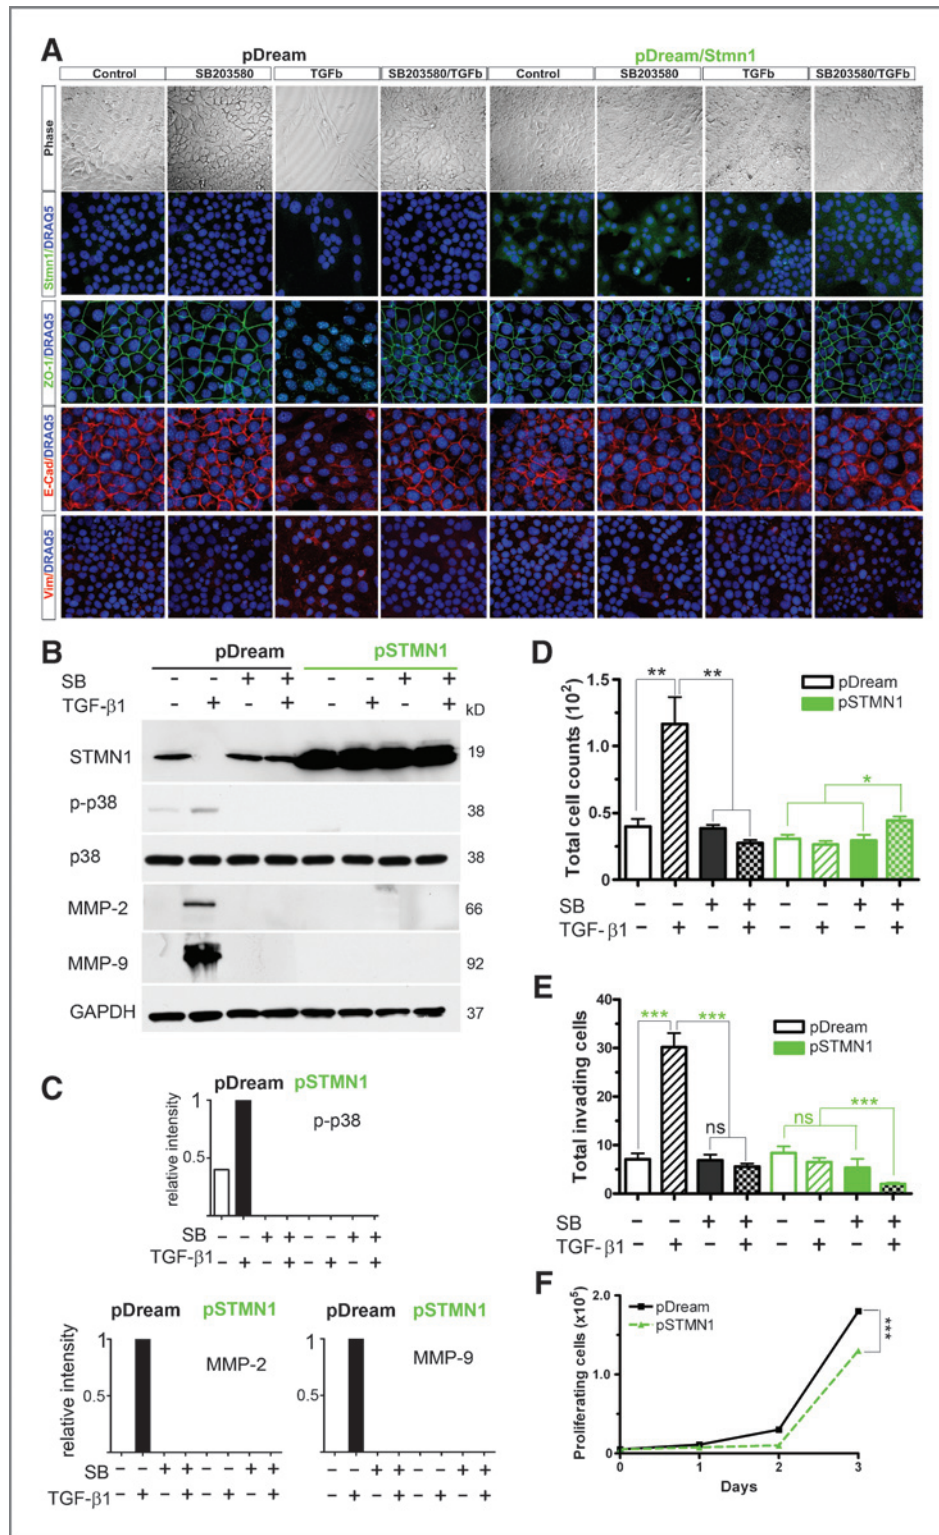 A
pDream
pDream/Stmn1
Control
SB203580
TGFb
SB203580/TGFb
Control
SB203580
TGFb
SB203580/TGFb
Phase
Stmn1/DRAQ5
ZO-1/DRAQ5
E-Cad/DRAQ5
Vim/DRAQ5
B
pDream pSTMN1
SB - - + + - - + +
TGF-β1 - + - + - + - + kD
STMN1 19
p-p38 38
p38 38
MMP-2 66
MMP-9 92
GAPDH 37
C
pDream pSTMN1
relative intensity
1
0.5
p-p38
SB - - + + - - + +
TGF-β1 - + - + - + - +
pDream pSTMN1
relative intensity
1
0.5
MMP-2
SB - - + + - - + +
TGF-β1 - + - + - + - +
pDream pSTMN1
1
0.5
MMP-9
- - + + - - + +
- + - + - + - +
D
Total cell counts (10²)
1.5
1.0
0.5
0
** **
*
pDream
pSTMN1
SB - - + + - - + +
TGF-β1 - + - + - + - +
E
Total invading cells
40
30
20
10
0
*** ***
ns
ns ***
pDream
pSTMN1
SB - - + + - - + +
TGF-β1 - + - + - + - +
F
Proliferating cells (x10⁵)
2.0
1.0
0
pDream
pSTMN1
***
0 1 2 3
Days